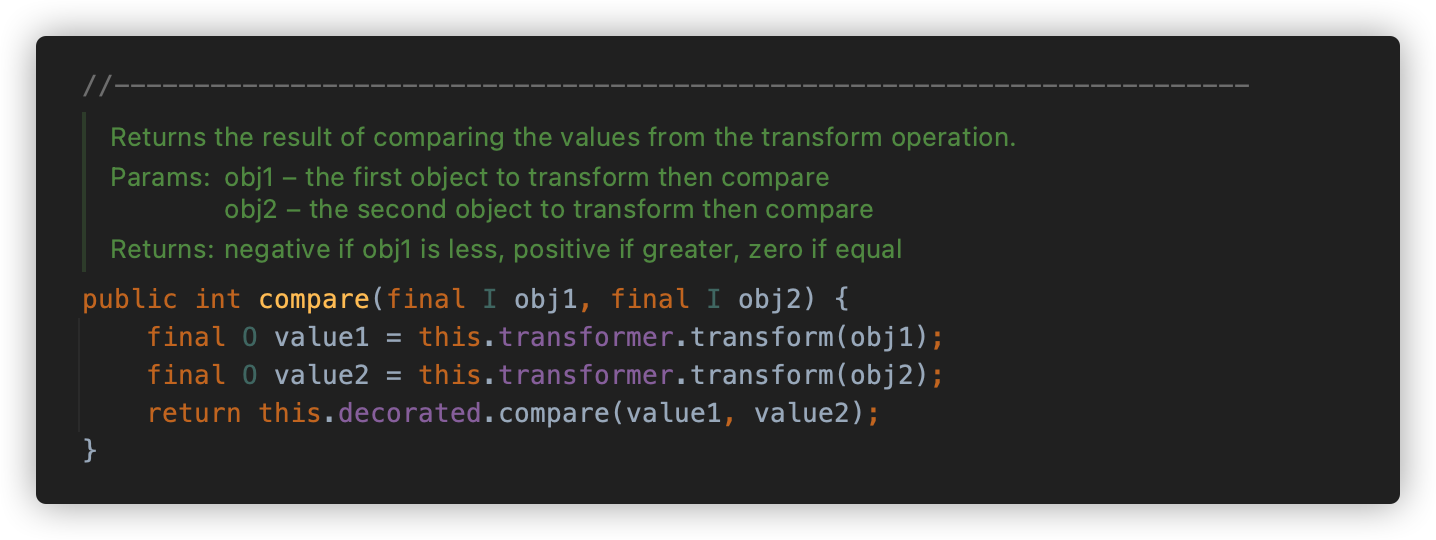 //-----------------------------------------------------------------------
Returns the result of comparing the values from the transform operation.
Params: obj1 – the first object to transform then compare
obj2 – the second object to transform then compare
Returns: negative if obj1 is less, positive if greater, zero if equal
public int compare(final I obj1, final I obj2) {
    final O value1 = this.transformer.transform(obj1);
    final O value2 = this.transformer.transform(obj2);
    return this.decorated.compare(value1, value2);
}